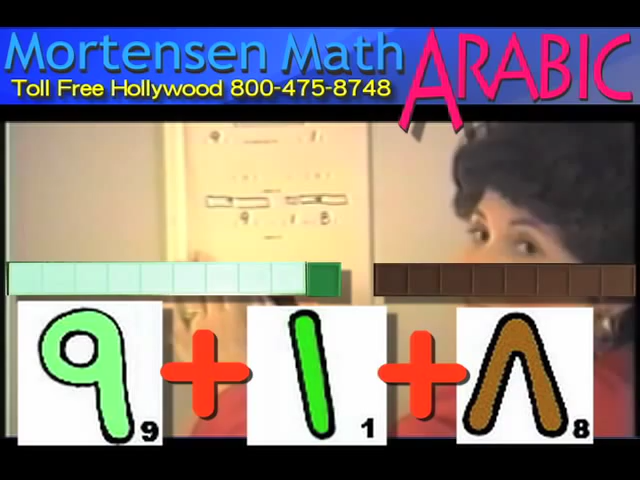 Mortensen Math ARABIC
Toll Free Hollywood 800-475-8748
٩ + ١ + ٨
9 1 8